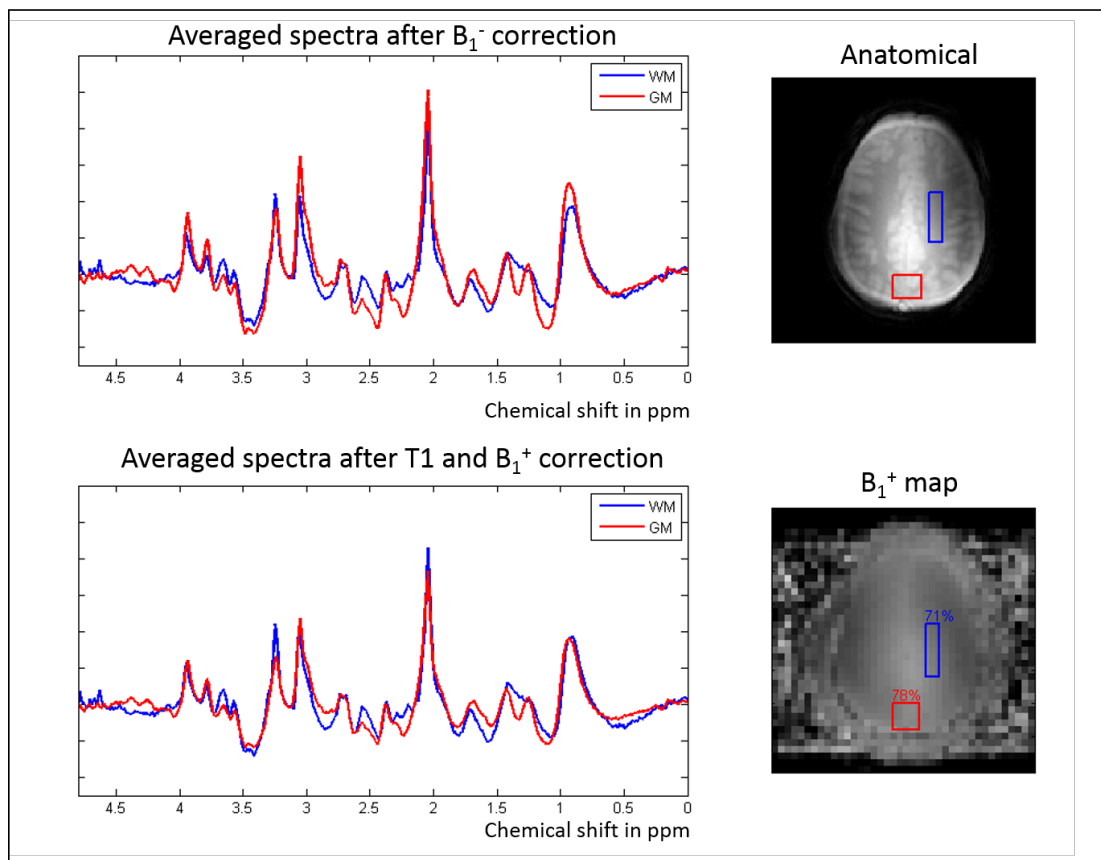 Averaged spectra after B₁⁻ correction
WM
GM
4.5 4 3.5 3 2.5 2 1.5 1 0.5 0
Chemical shift in ppm
Anatomical
Averaged spectra after T1 and B₁⁺ correction
WM
GM
4.5 4 3.5 3 2.5 2 1.5 1 0.5 0
Chemical shift in ppm
B₁⁺ map
71%
78%